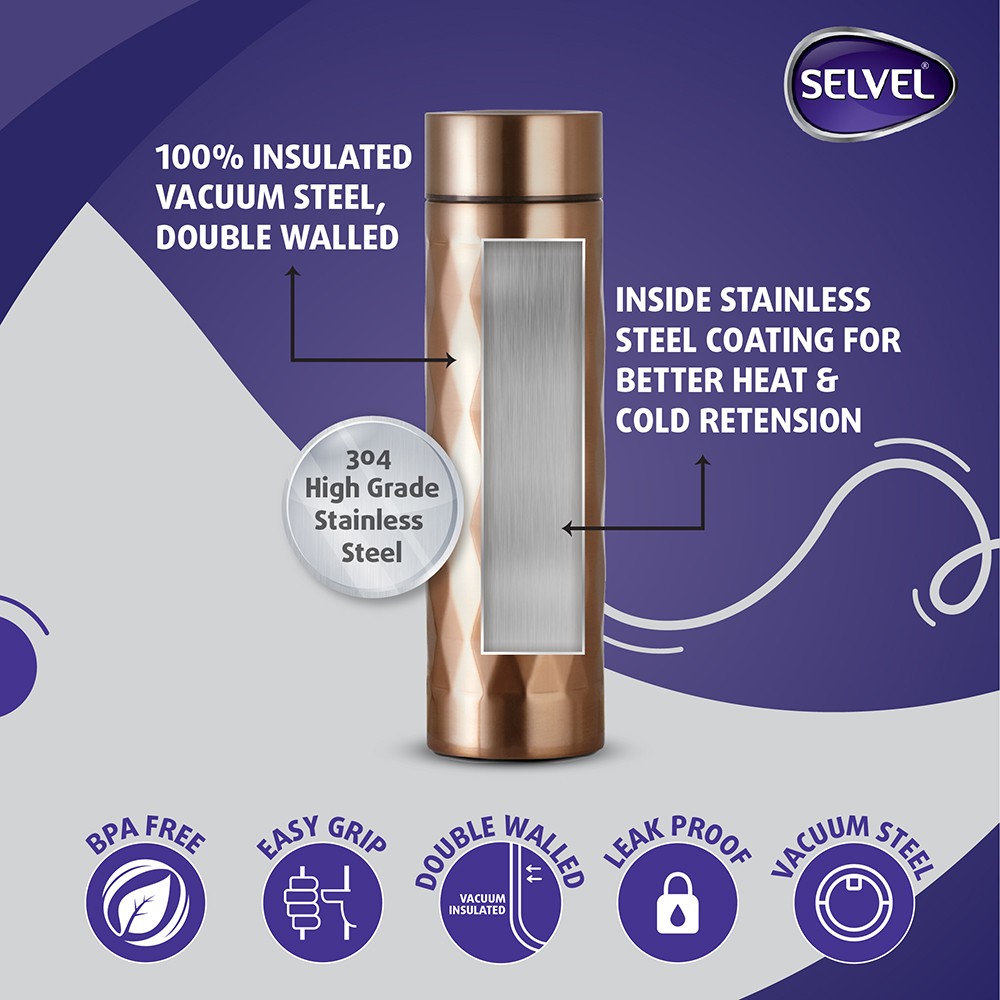 SELVEL®
100% INSULATED
VACUUM STEEL,
DOUBLE WALLED
INSIDE STAINLESS
STEEL COATING FOR
BETTER HEAT &
COLD RETENSION
304
High Grade
Stainless
Steel
BPA FREE
EASY GRIP
DOUBLE WALLED
VACUUM
INSULATED
LEAK PROOF
VACUUM STEEL